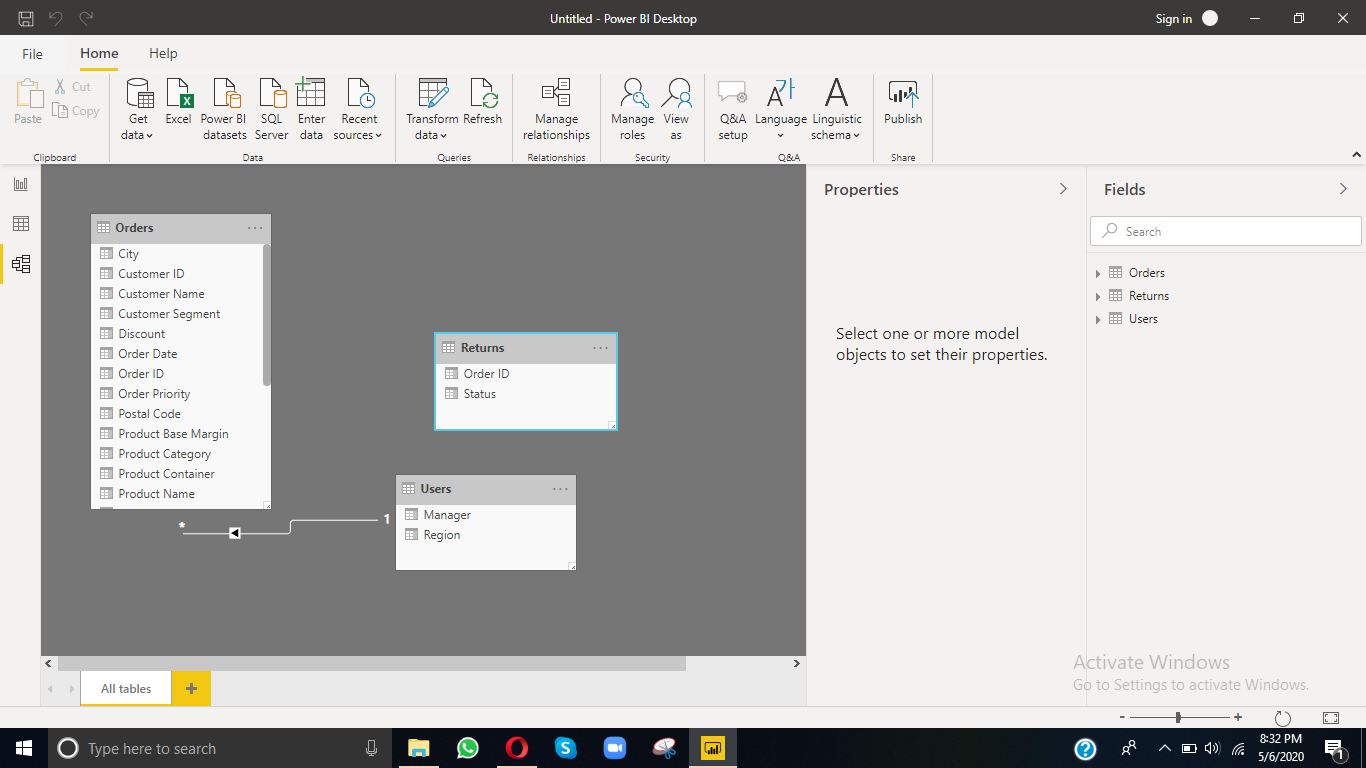 Untitled - Power BI Desktop
Sign in
File
Home
Help
Paste
Cut
Copy
Clipboard
Get data
Excel
Power BI datasets
SQL Server
Enter data
Recent sources
Data
Transform data
Refresh
Queries
Manage relationships
Relationships
Manage roles
View as
Security
Q&A setup
Language
Linguistic schema
Q&A
Publish
Share
Orders
City
Customer ID
Customer Name
Customer Segment
Discount
Order Date
Order ID
Order Priority
Postal Code
Product Base Margin
Product Category
Product Container
Product Name
*
1
Returns
Order ID
Status
Users
Manager
Region
Properties
Select one or more model
objects to set their properties.
Fields
Search
Orders
Returns
Users
Activate Windows
Go to Settings to activate Windows.
All tables
+
- +
Type here to search
8:32 PM
5/6/2020
1